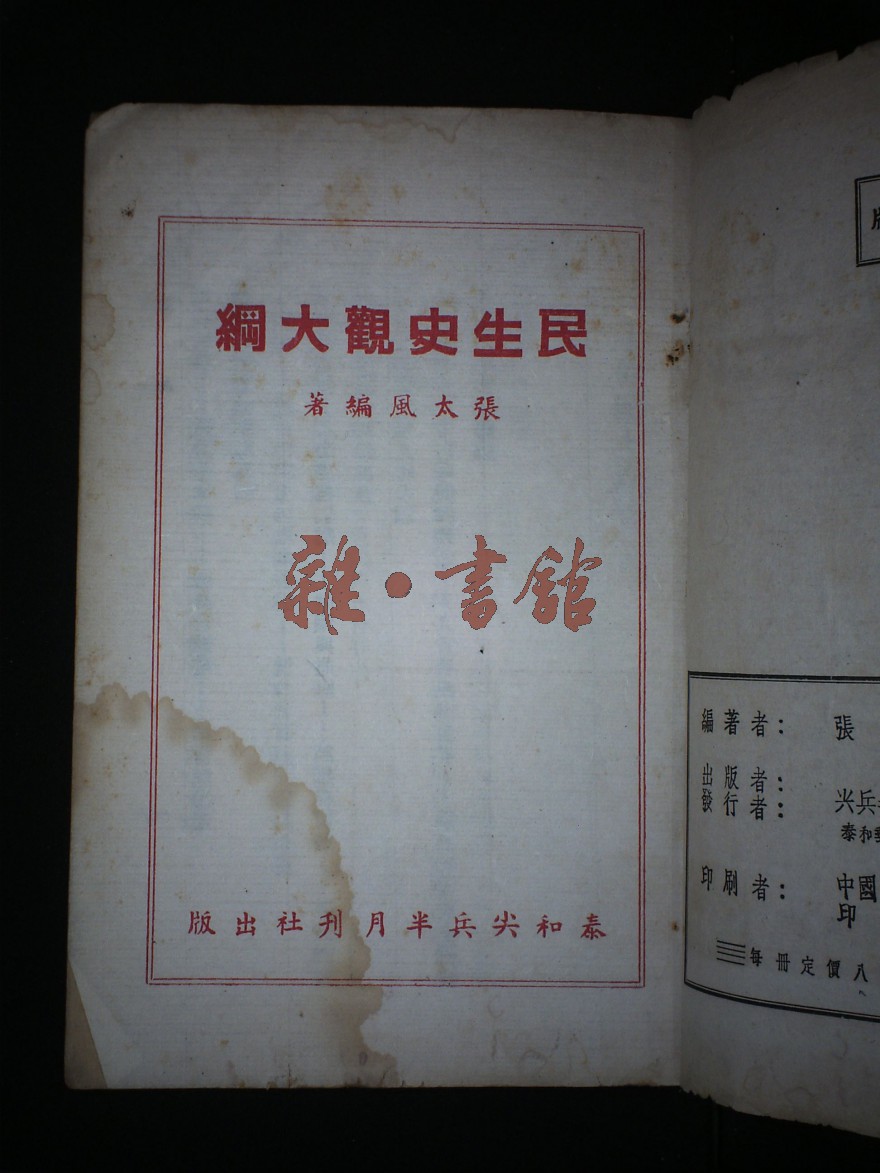 民生史觀大綱
張太風編著
雜·書館
泰和尖兵半月刊社出版
編著者： 張
出版者：
發行者： 尖兵
泰和
印刷者： 中國
印
每冊定價八